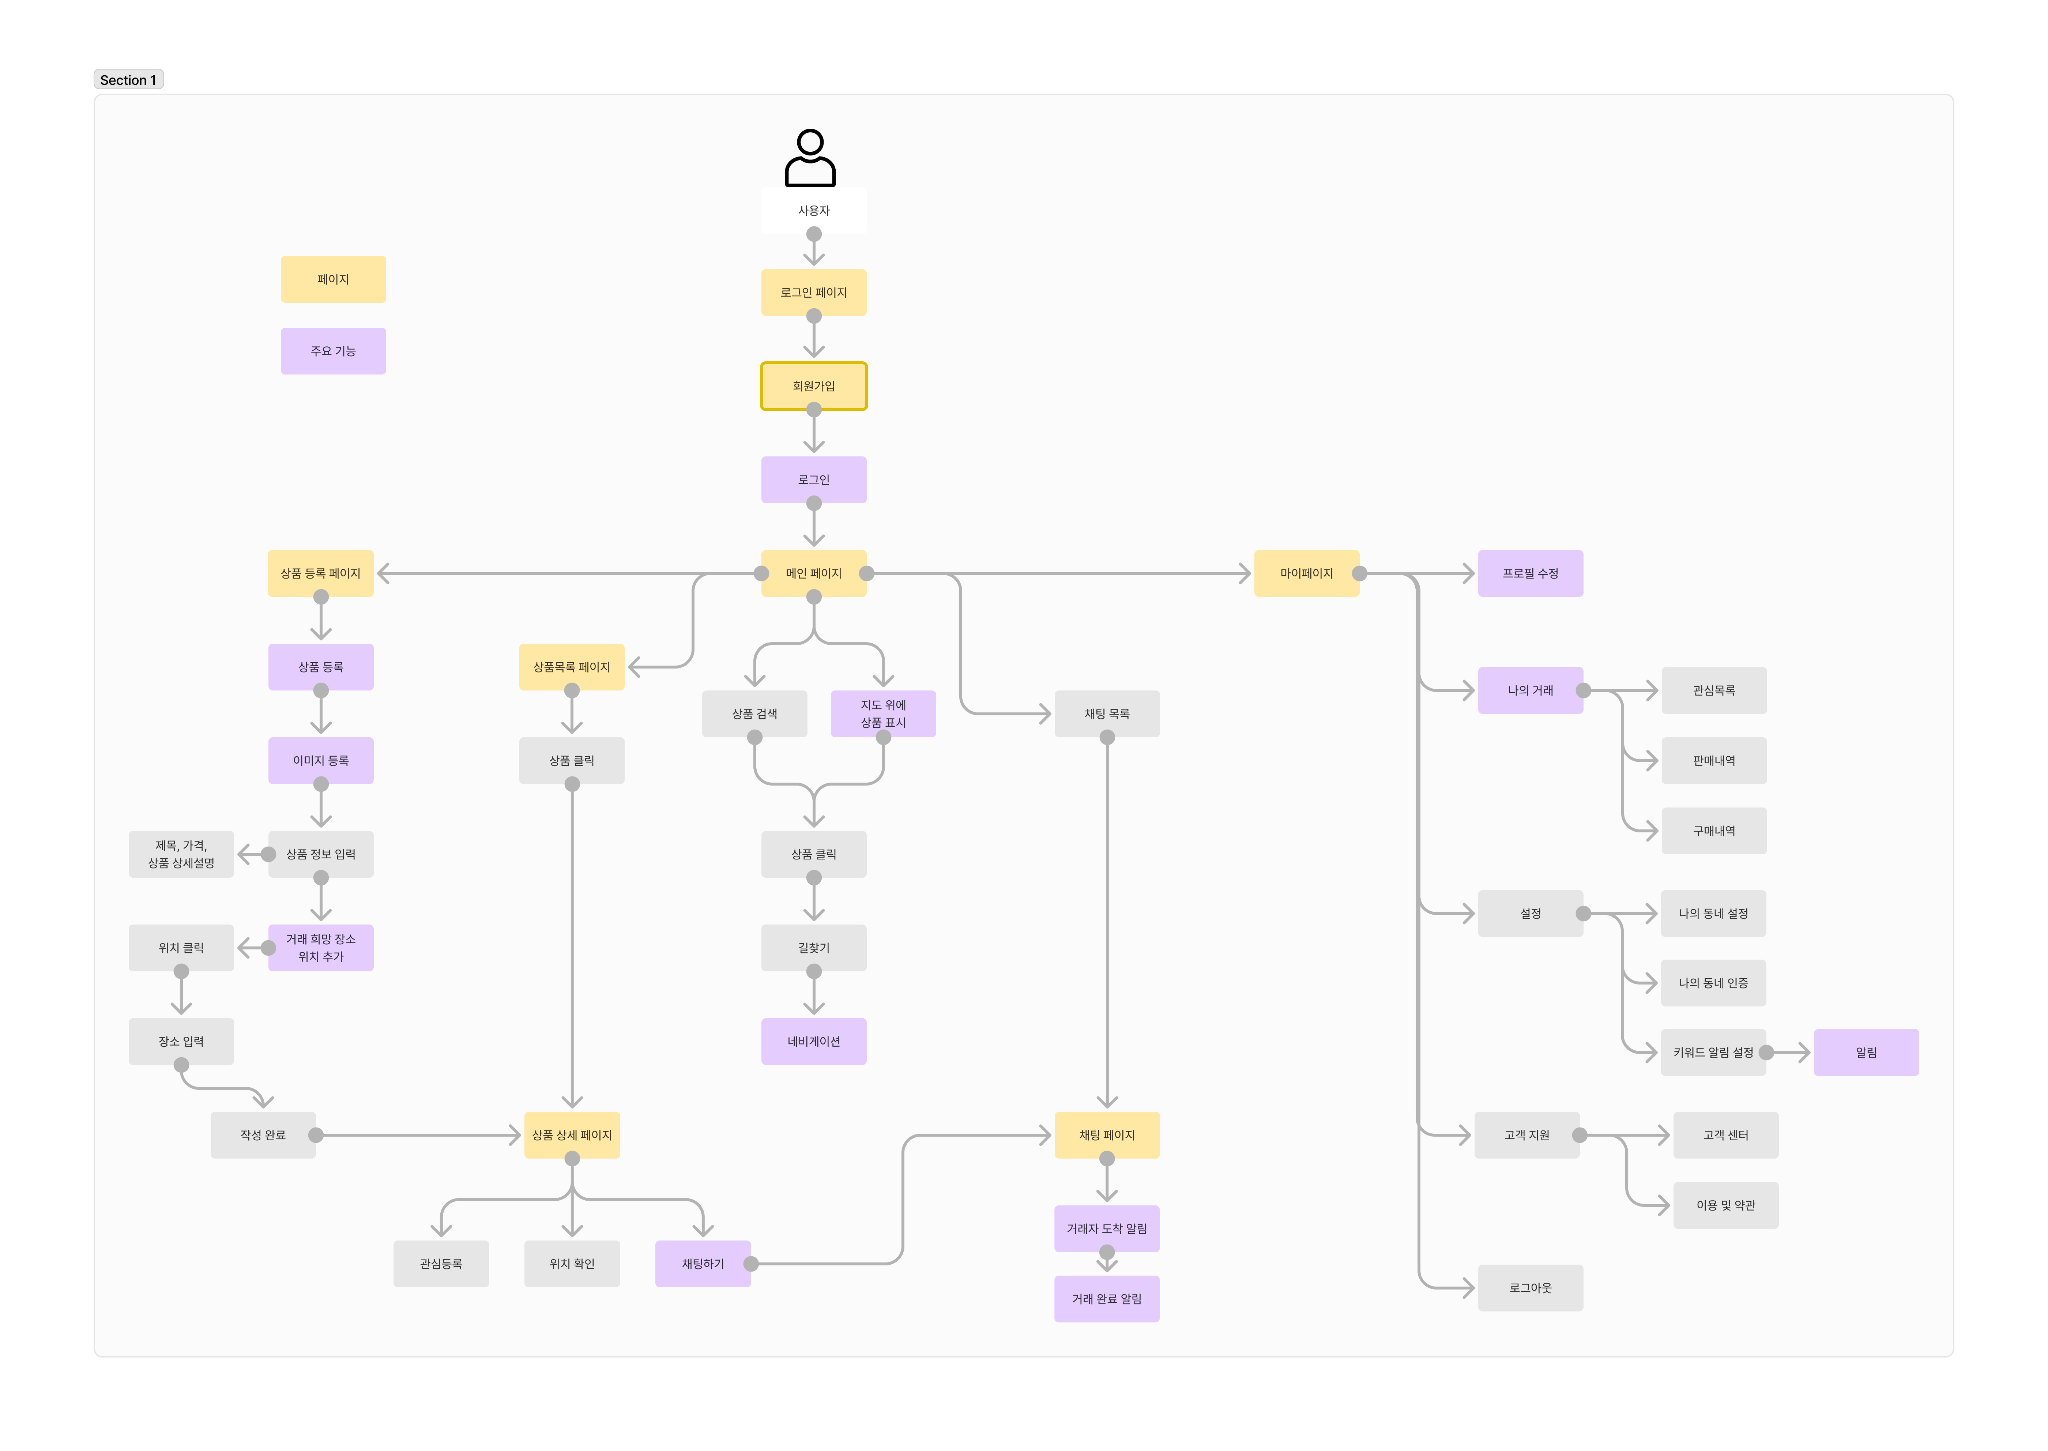 Section 1
사용자
페이지
로그인 페이지
주요 기능
회원가입
로그인
상품 등록 페이지
메인 페이지
마이페이지
프로필 수정
상품 등록
상품목록 페이지
상품 검색
지도 위에
상품 표시
채팅 목록
나의 거래
관심목록
이미지 등록
상품 클릭
판매내역
구매내역
제목, 가격,
상품 상세설명
상품 정보 입력
상품 클릭
설정
나의 동네 설정
위치 클릭
거래 희망 장소
위치 추가
길찾기
나의 동네 인증
장소 입력
네비게이션
키워드 알림 설정
알림
작성 완료
상품 상세 페이지
채팅 페이지
고객 지원
고객 센터
이용 및 약관
거래자 도착 알림
관심등록
위치 확인
채팅하기
거래 완료 알림
로그아웃